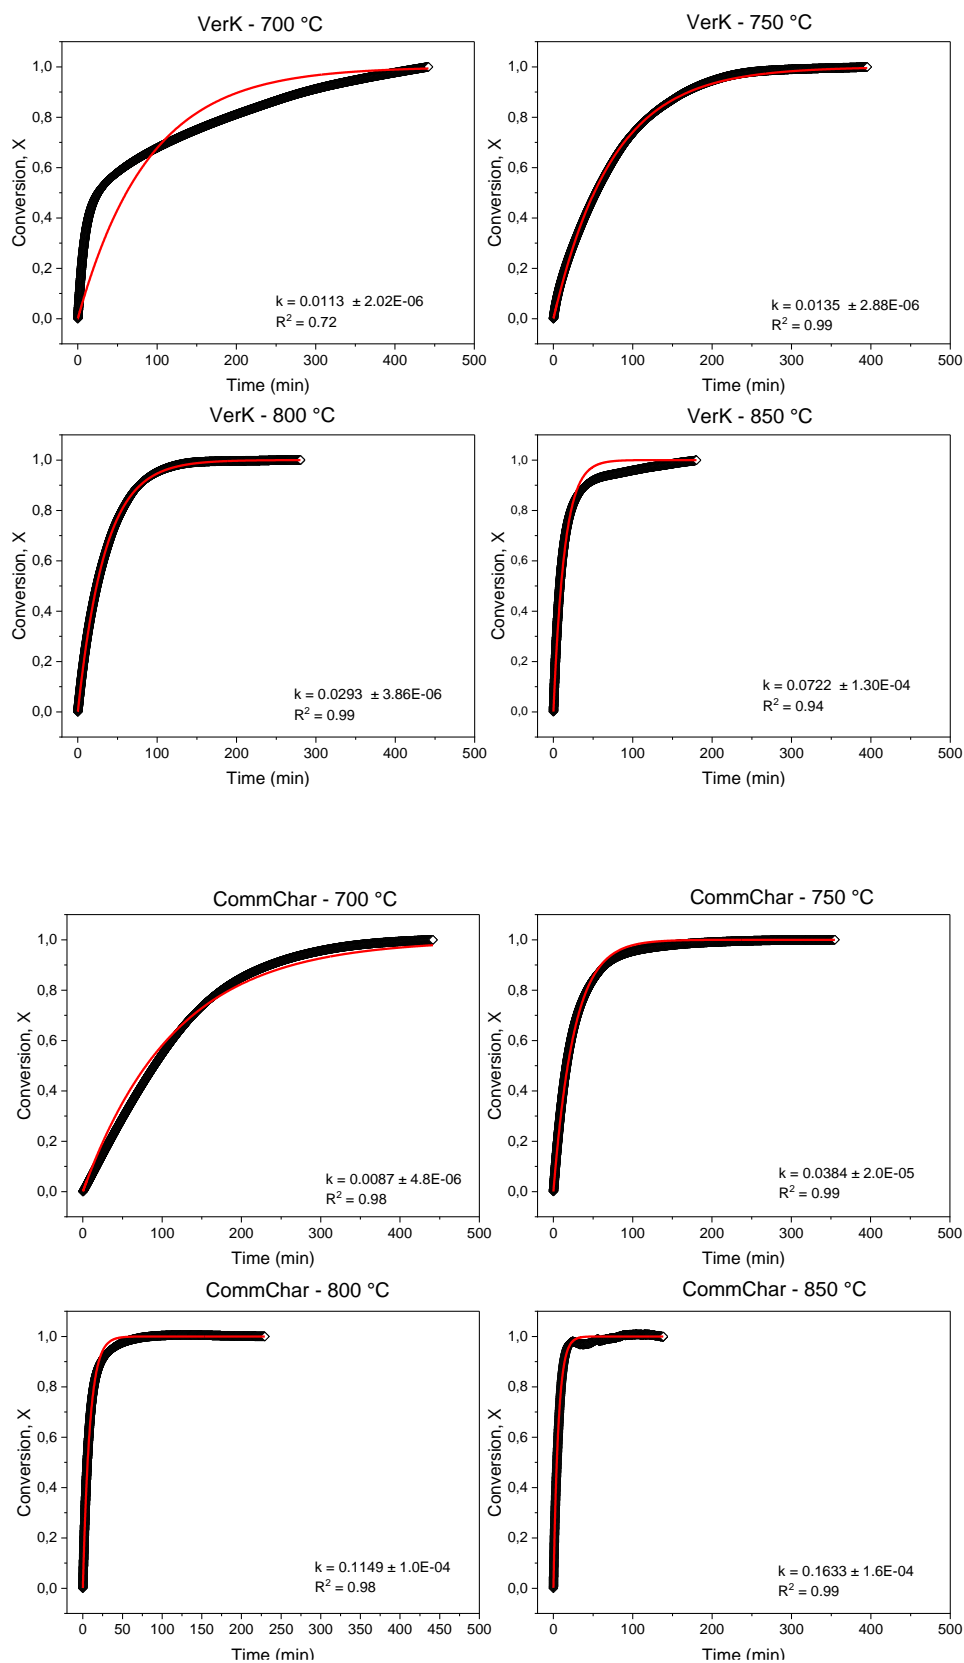 VerK - 700 °C
1,0
0,8
0,6
0,4
0,2
0,0
Conversion, X
k = 0.0113 ± 2.02E-06
R² = 0.72
0 100 200 300 400 500
Time (min)
VerK - 750 °C
1,0
0,8
0,6
0,4
0,2
0,0
Conversion, X
k = 0.0135 ± 2.88E-06
R² = 0.99
0 100 200 300 400 500
Time (min)
VerK - 800 °C
1,0
0,8
0,6
0,4
0,2
0,0
Conversion, X
k = 0.0293 ± 3.86E-06
R² = 0.99
0 100 200 300 400 500
Time (min)
VerK - 850 °C
1,0
0,8
0,6
0,4
0,2
0,0
Conversion, X
k = 0.0722 ± 1.30E-04
R² = 0.94
0 100 200 300 400 500
Time (min)
CommChar - 700 °C
1,0
0,8
0,6
0,4
0,2
0,0
Conversion, X
k = 0.0087 ± 4.8E-06
R² = 0.98
0 100 200 300 400 500
Time (min)
CommChar - 750 °C
1,0
0,8
0,6
0,4
0,2
0,0
Conversion, X
k = 0.0384 ± 2.0E-05
R² = 0.99
0 100 200 300 400 500
Time (min)
CommChar - 800 °C
1,0
0,8
0,6
0,4
0,2
0,0
Conversion, X
k = 0.1149 ± 1.0E-04
R² = 0.98
0 50 100 150 200 250 300 350 400 450 500
Time (min)
CommChar - 850 °C
1,0
0,8
0,6
0,4
0,2
0,0
Conversion, X
k = 0.1633 ± 1.6E-04
R² = 0.99
0 100 200 300 400 500
Time (min)